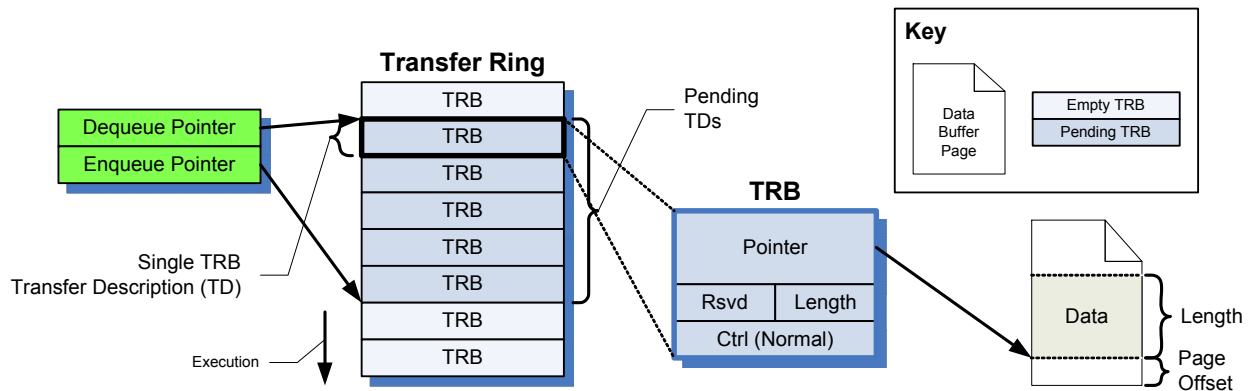 Key
Data
Buffer
Page
Empty TRB
Pending TRB
Transfer Ring
TRB
TRB
TRB
TRB
TRB
TRB
TRB
TRB
Dequeue Pointer
Enqueue Pointer
Pending
TDs
Single TRB
Transfer Description (TD)
Execution
TRB
Pointer
Rsvd
Length
Ctrl (Normal)
Data
Length
Page
Offset